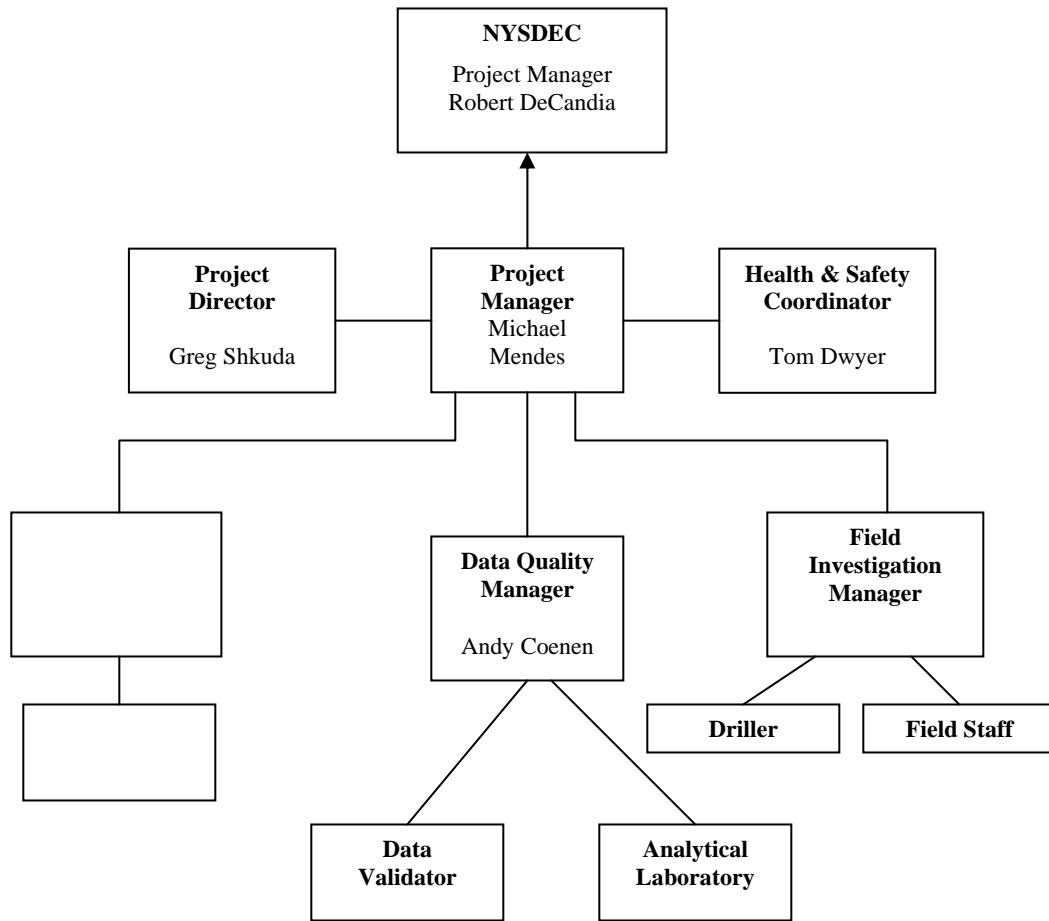 NYSDEC
Project Manager
Robert DeCandia
Project
Director
Greg Shkuda
Project
Manager
Michael
Mendes
Health & Safety
Coordinator
Tom Dwyer
Data Quality
Manager
Andy Coenen
Field
Investigation
Manager
Driller
Field Staff
Data
Validator
Analytical
Laboratory